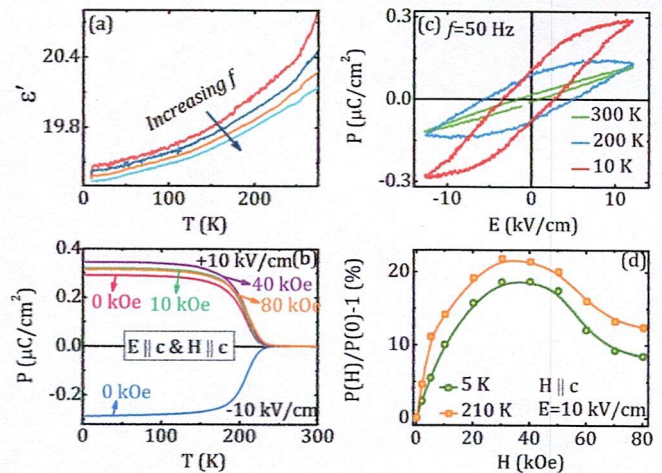 (a)
20.4
19.8
ε′
Increasing f
0 100 200
T (K)
(c) f=50 Hz
0.3
0.0
-0.3
P (μC/cm²)
300 K
200 K
10 K
-10 0 10
E (kV/cm)
0.4
0.2
0.0
-0.2
P (μC/cm²)
+10 kV/cm (b)
40 kOe
0 kOe 10 kOe 80 kOe
E || c & H || c
0 kOe
-10 kV/cm
0 100 200 300
T (K)
(d)
20
10
0
P(H)/P(0)-1 (%)
5 K H || c
210 K E=10 kV/cm
0 20 40 60 80
H (kOe)